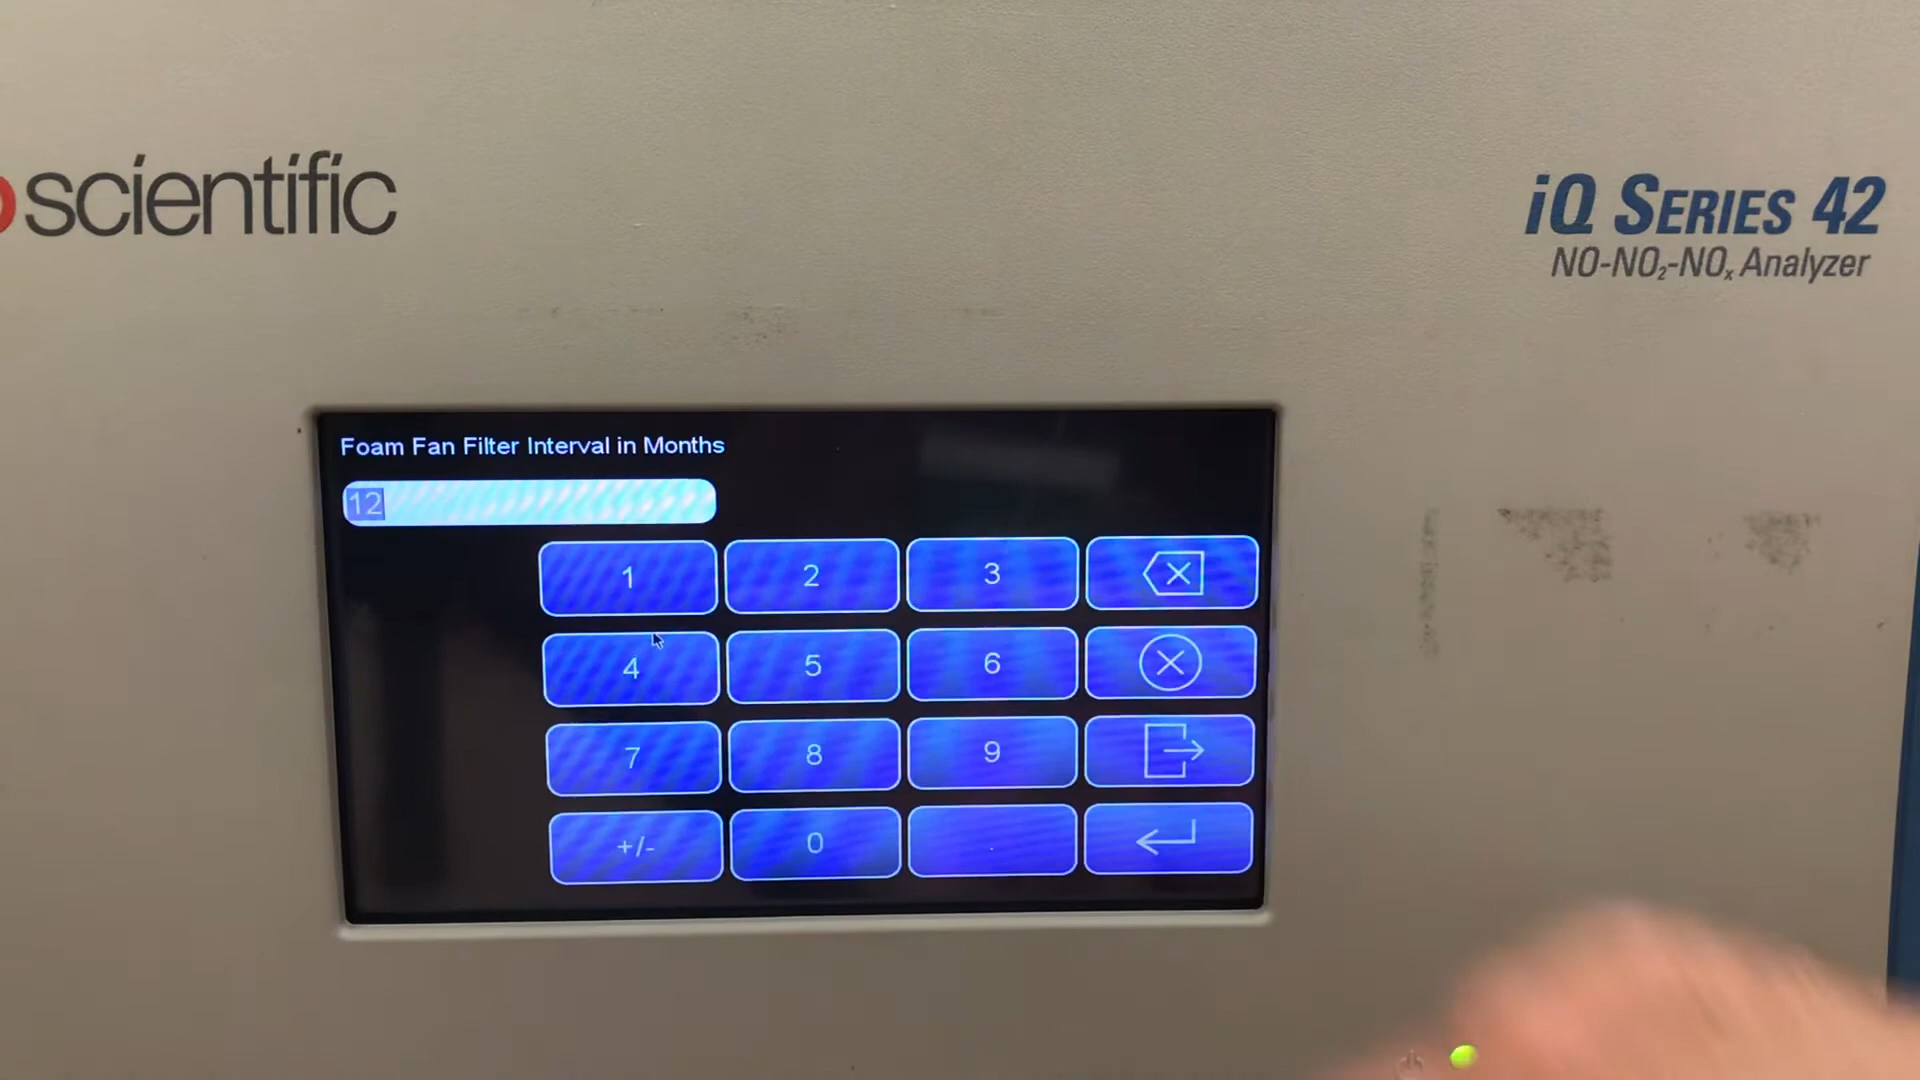 scientific
iQ SERIES 42
NO-NO₂-NOₓ Analyzer
Foam Fan Filter Interval in Months
12
1 2 3
4 5 6
7 8 9
+/- 0 .